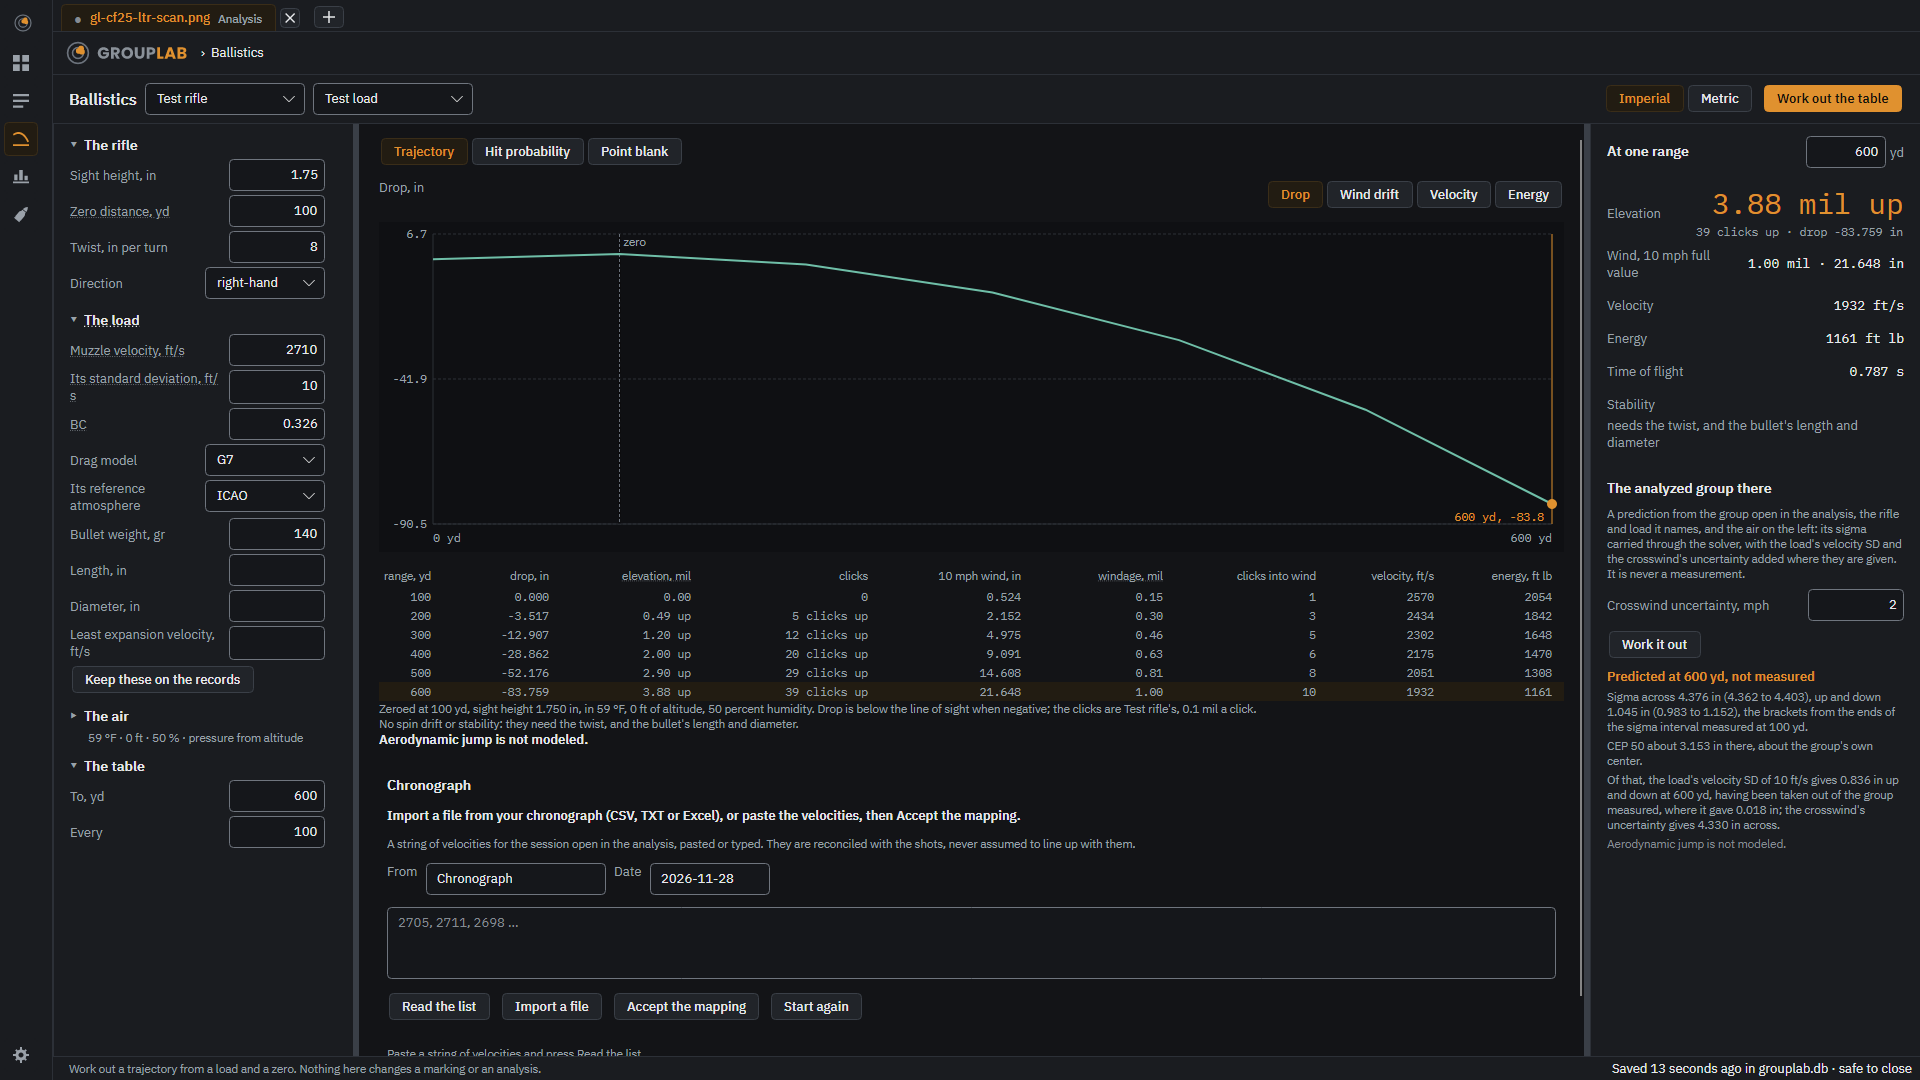 gl-cf25-ltr-scan.png Analysis
GROUPLAB › Ballistics
Ballistics
Test rifle
Test load
Imperial
Metric
Work out the table
The rifle
Sight height, in 1.75
Zero distance, yd 100
Twist, in per turn 8
Direction right-hand
The load
Muzzle velocity, ft/s 2710
Its standard deviation, ft/
s 10
BC 0.326
Drag model G7
Its reference
atmosphere ICAO
Bullet weight, gr 140
Length, in
Diameter, in
Least expansion velocity,
ft/s
Keep these on the records
The air
59 °F · 0 ft · 50 % · pressure from altitude
The table
To, yd 600
Every 100
Trajectory
Hit probability
Point blank
Drop, in
Drop
Wind drift
Velocity
Energy
6.7
zero
-41.9
-90.5
600 yd, -83.8
0 yd
600 yd
range, yd drop, in elevation, mil clicks 10 mph wind, in windage, mil clicks into wind velocity, ft/s energy, ft lb
100 0.000 0.00 0 0.524 0.15 1 2570 2054
200 -3.517 0.49 up 5 clicks up 2.152 0.30 3 2434 1842
300 -12.907 1.20 up 12 clicks up 4.975 0.46 5 2302 1648
400 -28.862 2.00 up 20 clicks up 9.091 0.63 6 2175 1470
500 -52.176 2.90 up 29 clicks up 14.608 0.81 8 2051 1308
600 -83.759 3.88 up 39 clicks up 21.648 1.00 10 1932 1161
Zeroed at 100 yd, sight height 1.750 in, in 59 °F, 0 ft of altitude, 50 percent humidity. Drop is below the line of sight when negative; the clicks are Test rifle's, 0.1 mil a click.
No spin drift or stability: they need the twist, and the bullet's length and diameter.
Aerodynamic jump is not modeled.
Chronograph
Import a file from your chronograph (CSV, TXT or Excel), or paste the velocities, then Accept the mapping.
A string of velocities for the session open in the analysis, pasted or typed. They are reconciled with the shots, never assumed to line up with them.
From Chronograph Date 2026-11-28
2705, 2711, 2698 ...
Read the list
Import a file
Accept the mapping
Start again
Paste a string of velocities and press Read the list
At one range 600 yd
Elevation 3.88 mil up
39 clicks up · drop -83.759 in
Wind, 10 mph full
value 1.00 mil · 21.648 in
Velocity 1932 ft/s
Energy 1161 ft lb
Time of flight 0.787 s
Stability
needs the twist, and the bullet's length and
diameter
The analyzed group there
A prediction from the group open in the analysis, the rifle
and load it names, and the air on the left: its sigma
carried through the solver, with the load's velocity SD and
the crosswind's uncertainty added where they are given.
It is never a measurement.
Crosswind uncertainty, mph 2
Work it out
Predicted at 600 yd, not measured
Sigma across 4.376 in (4.362 to 4.403), up and down
1.045 in (0.983 to 1.152), the brackets from the ends of
the sigma interval measured at 100 yd.
CEP 50 about 3.153 in there, about the group's own
center.
Of that, the load's velocity SD of 10 ft/s gives 0.836 in up
and down at 600 yd, having been taken out of the group
measured, where it gave 0.018 in; the crosswind's
uncertainty gives 4.330 in across.
Aerodynamic jump is not modeled.
Work out a trajectory from a load and a zero. Nothing here changes a marking or an analysis.
Saved 13 seconds ago in grouplab.db · safe to close